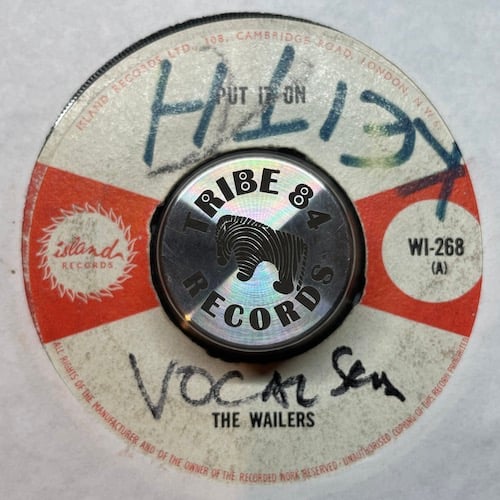 ISLAND RECORDS LTD., 108, CAMBRIDGE ROAD, LONDON, N.W.6
PUT IT ON
KEITH
TRIBE 84
RECORDS
island
RECORDS
WI-268
(A)
VOCAL
THE WAILERS
ALL RIGHTS OF THE MANUFACTURER AND OF THE OWNER OF THE RECORDED WORK RESERVED · UNAUTHORISED COPYING OF THIS RECORD PROHIBITED